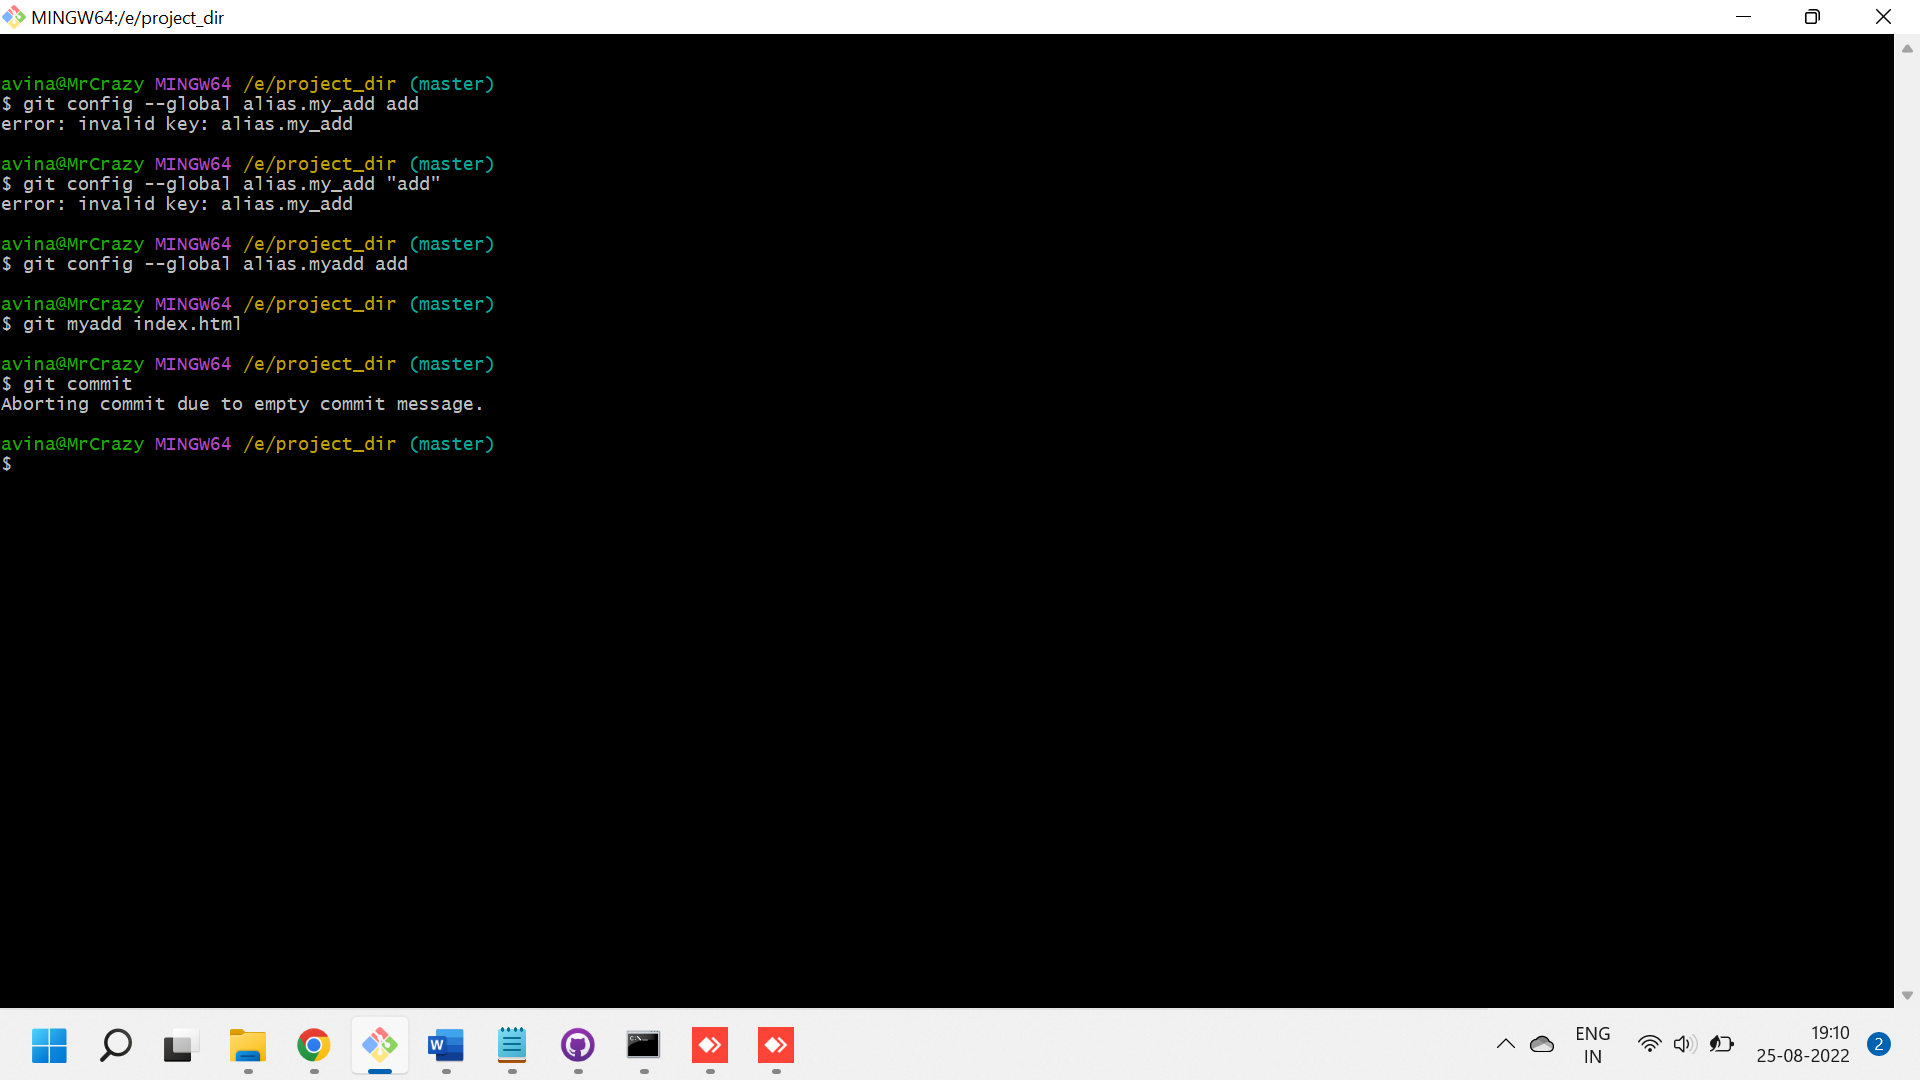 MINGW64:/e/project_dir
avina@MrCrazy MINGW64 /e/project_dir (master)
$ git config --global alias.my_add add
error: invalid key: alias.my_add
avina@MrCrazy MINGW64 /e/project_dir (master)
$ git config --global alias.my_add "add"
error: invalid key: alias.my_add
avina@MrCrazy MINGW64 /e/project_dir (master)
$ git config --global alias.myadd add
avina@MrCrazy MINGW64 /e/project_dir (master)
$ git myadd index.html
avina@MrCrazy MINGW64 /e/project_dir (master)
$ git commit
Aborting commit due to empty commit message.
avina@MrCrazy MINGW64 /e/project_dir (master)
$
W
C:\
ENG
IN
19:10
25-08-2022
2